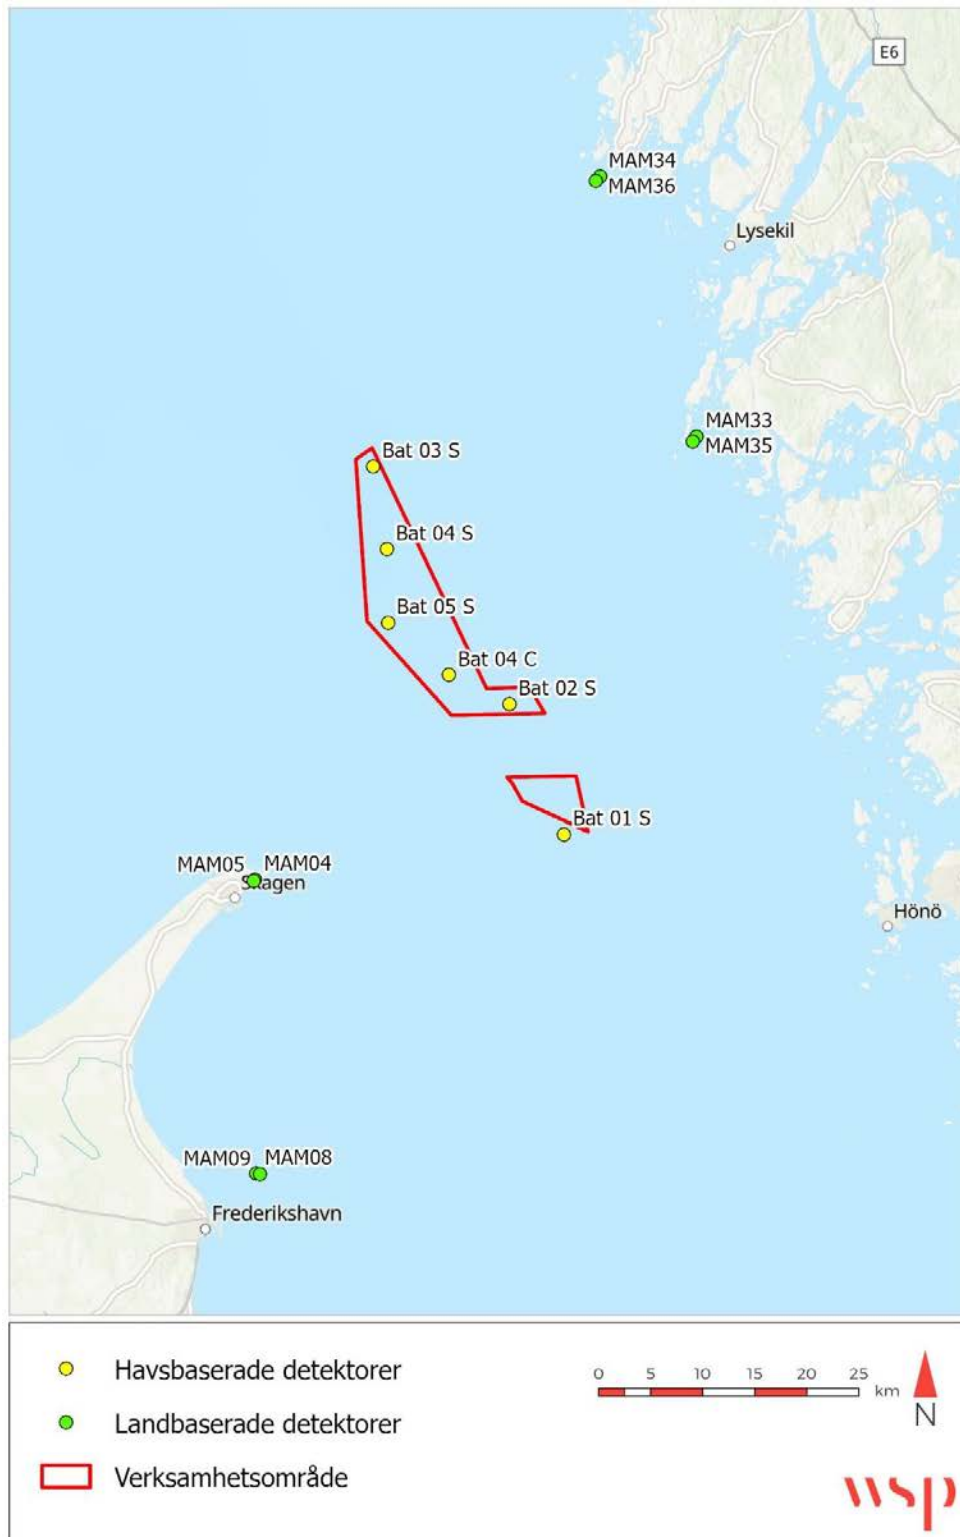 E6
MAM34
MAM36
Lysekil
MAM33
MAM35
Bat 03 S
Bat 04 S
Bat 05 S
Bat 04 C
Bat 02 S
Bat 01 S
MAM05 MAM04
Skagen
Hönö
MAM09 MAM08
Frederikshavn
Havsbaserade detektorer
Landbaserade detektorer
Verksamhetsområde
0 5 10 15 20 25 km
N
wsp